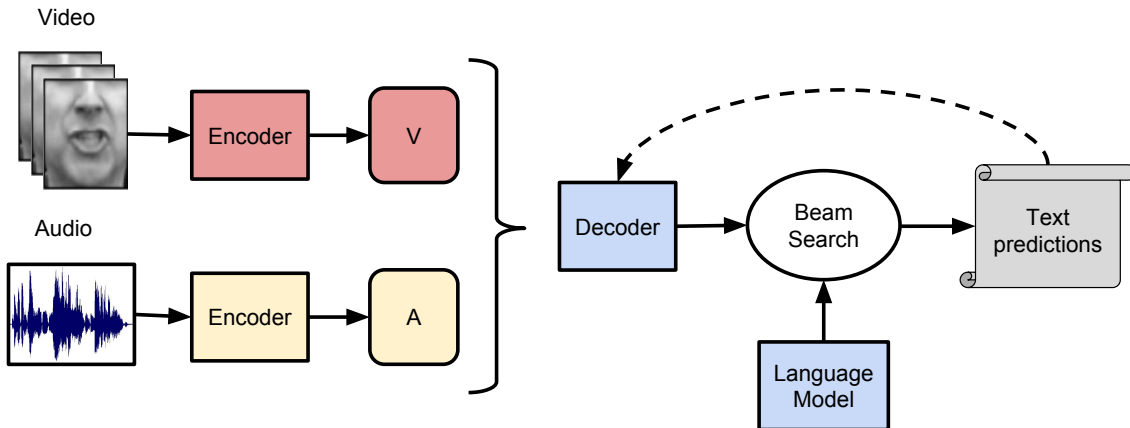 Video
Encoder
V
Audio
Encoder
A
Decoder
Beam
Search
Text
predictions
Language
Model